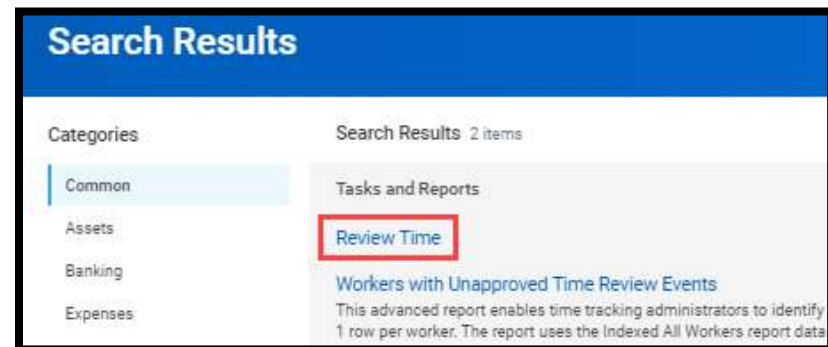 Search Results
Categories
Common
Assets
Banking
Expenses
Search Results 2 items
Tasks and Reports
Review Time
Workers with Unapproved Time Review Events
This advanced report enables time tracking administrators to identify
1 row per worker. The report uses the Indexed All Workers report data